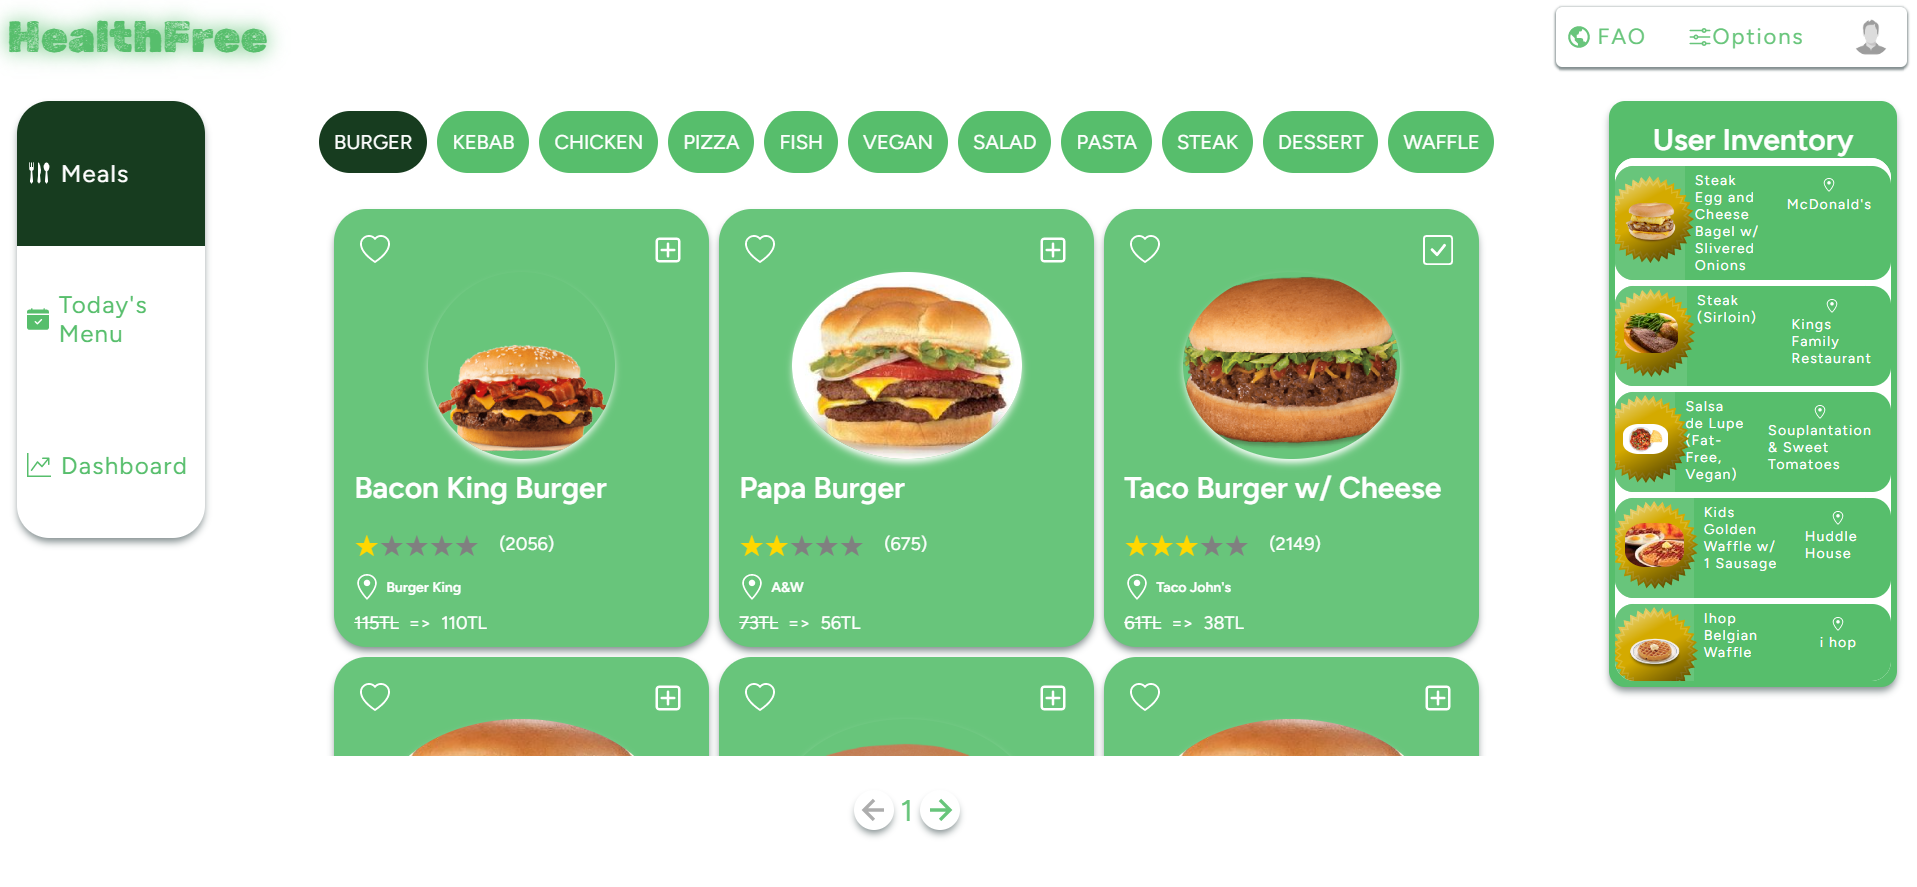 HealthFree
FAO
Options
Meals
Today's
Menu
Dashboard
BURGER
KEBAB
CHICKEN
PIZZA
FISH
VEGAN
SALAD
PASTA
STEAK
DESSERT
WAFFLE
Bacon King Burger
(2056)
Burger King
115TL => 110TL
Papa Burger
(675)
A&W
73TL => 56TL
Taco Burger w/ Cheese
(2149)
Taco John's
61TL => 38TL
1
User Inventory
Steak
Egg and
Cheese
Bagel w/
Slivered
Onions
McDonald's
Steak
(Sirloin)
Kings
Family
Restaurant
Salsa
de Lupe
(Fat-
Free,
Vegan)
Souplantation
& Sweet
Tomatoes
Kids
Golden
Waffle w/
1 Sausage
Huddle
House
Ihop
Belgian
Waffle
i hop